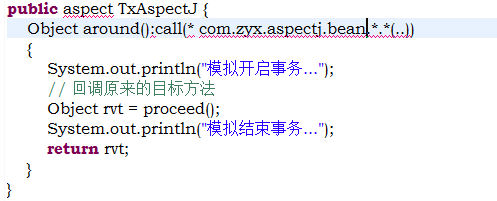 public aspect TxAspectJ {
Object around():call(* com.zyx.aspectj.bean.*.*(..))
{
System.out.println("模拟开启事务...");
// 回调原来的目标方法
Object rvt = proceed();
System.out.println("模拟结束事务...");
return rvt;
}
}